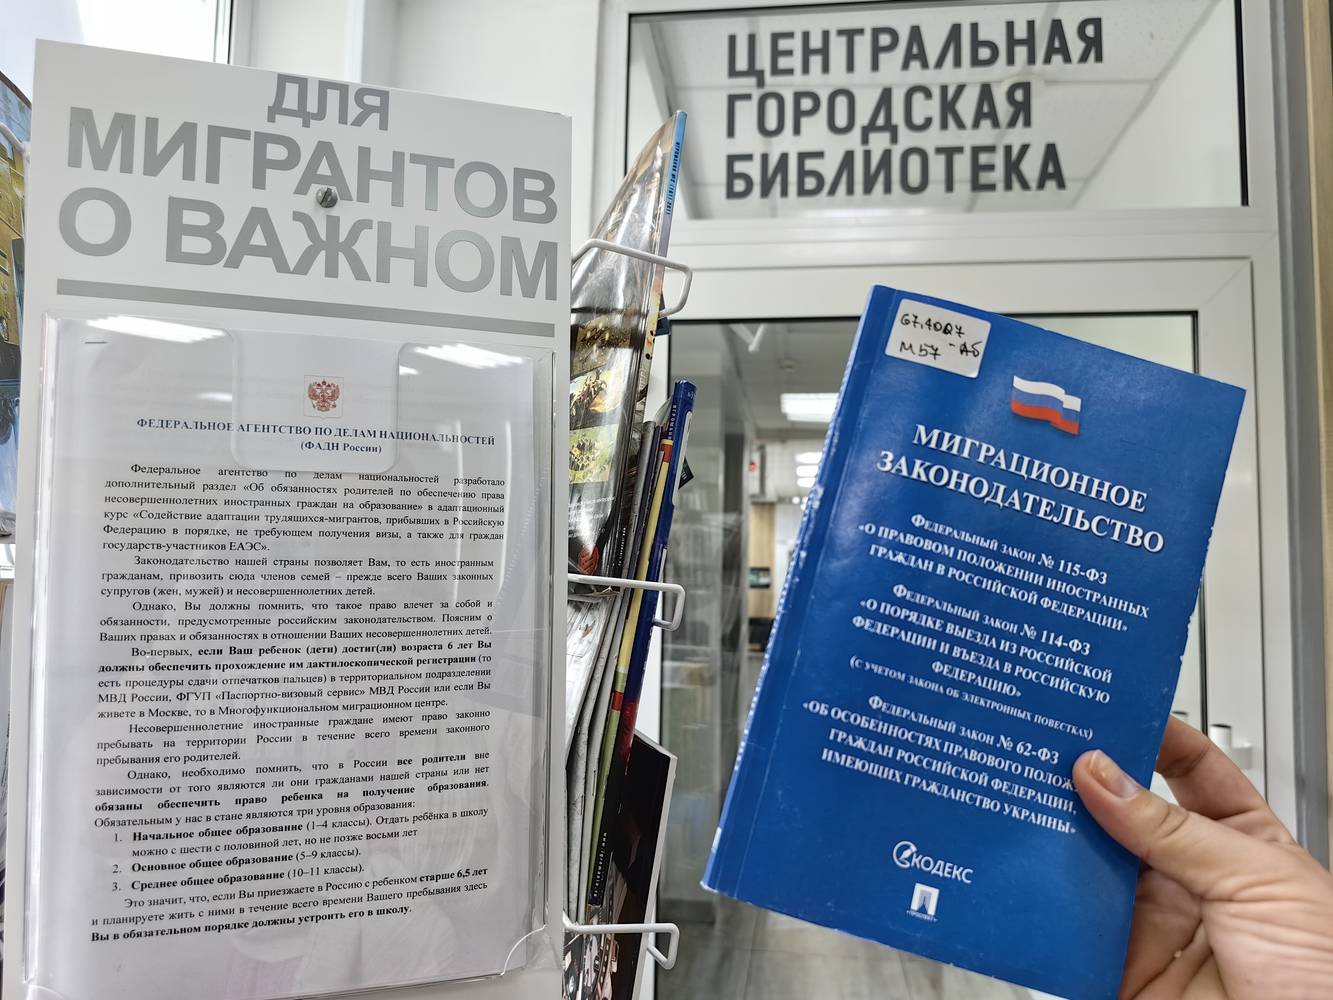 ДЛЯ
МИГРАНТОВ
О ВАЖНОМ
ФЕДЕРАЛЬНОЕ АГЕНТСТВО ПО ДЕЛАМ НАЦИОНАЛЬНОСТЕЙ
(ФАДН России)
Федеральное агентство по делам национальностей разработало
дополнительный раздел «Об обязанностях родителей по обеспечению права
несовершеннолетних иностранных граждан на образование» в адаптационный
курс «Содействие адаптации трудящихся-мигрантов, прибывших в Российскую
Федерацию в порядке, не требующем получения визы, а также для граждан
государств-участников ЕАЭС».
Законодательство нашей страны позволяет Вам, то есть иностранным
гражданам, привозить сюда членов семей – прежде всего Ваших законных
супругов (жен, мужей) и несовершеннолетних детей.
Однако, Вы должны помнить, что такое право влечет за собой и
обязанности, предусмотренные российским законодательством. Поясним о
Ваших правах и обязанностях в отношении Ваших несовершеннолетних детей.
Во-первых, если Ваш ребенок (дети) достиг(ли) возраста 6 лет Вы
должны обеспечить прохождение им дактилоскопической регистрации (то
есть процедуры сдачи отпечатков пальцев) в территориальном подразделении
МВД России, ФГУП «Паспортно-визовый сервис» МВД России или если Вы
живете в Москве, то в Многофункциональном миграционном центре.
Несовершеннолетние иностранные граждане имеют право законно
пребывать на территории России в течение всего времени законного
пребывания его родителей.
Однако, необходимо помнить, что в России все родители вне
зависимости от того являются ли они гражданами нашей страны или нет
обязаны обеспечить право ребенка на получение образования.
Обязательным у нас в стане являются три уровня образования:
1. Начальное общее образование (1–4 классы). Отдать ребёнка в школу
можно с шести с половиной лет, но не позже восьми лет
2. Основное общее образование (5–9 классы).
3. Среднее общее образование (10–11 классы).
Это значит, что, если Вы приезжаете в Россию с ребенком старше 6,5 лет
и планируете жить с ними в течение всего времени Вашего пребывания здесь
Вы в обязательном порядке должны устроить его в школу.
ЦЕНТРАЛЬНАЯ
ГОРОДСКАЯ
БИБЛИОТЕКА
67.4002
М57
МИГРАЦИОННОЕ
ЗАКОНОДАТЕЛЬСТВО
ФЕДЕРАЛЬНЫЙ ЗАКОН № 115-ФЗ
«О ПРАВОВОМ ПОЛОЖЕНИИ ИНОСТРАННЫХ
ГРАЖДАН В РОССИЙСКОЙ ФЕДЕРАЦИИ»
ФЕДЕРАЛЬНЫЙ ЗАКОН № 114-ФЗ
«О ПОРЯДКЕ ВЫЕЗДА ИЗ РОССИЙСКОЙ
ФЕДЕРАЦИИ И ВЪЕЗДА В РОССИЙСКУЮ
ФЕДЕРАЦИЮ»
(С УЧЕТОМ ЗАКОНА ОБ ЭЛЕКТРОННЫХ ПОВЕСТКАХ)
ФЕДЕРАЛЬНЫЙ ЗАКОН № 62-ФЗ
«ОБ ОСОБЕННОСТЯХ ПРАВОВОГО ПОЛОЖ
ГРАЖДАН РОССИЙСКОЙ ФЕДЕРАЦИИ,
ИМЕЮЩИХ ГРАЖДАНСТВО УКРАИНЫ»
КОДЕКС
•ПРОСПЕКТ•